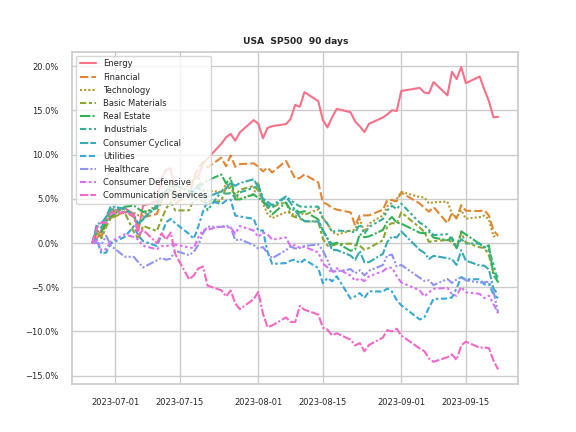 USA SP500 90 days
20.0%
15.0%
10.0%
5.0%
0.0%
−5.0%
−10.0%
−15.0%
Energy
Financial
Technology
Basic Materials
Real Estate
Industrials
Consumer Cyclical
Utilities
Healthcare
Consumer Defensive
Communication Services
2023-07-01
2023-07-15
2023-08-01
2023-08-15
2023-09-01
2023-09-15